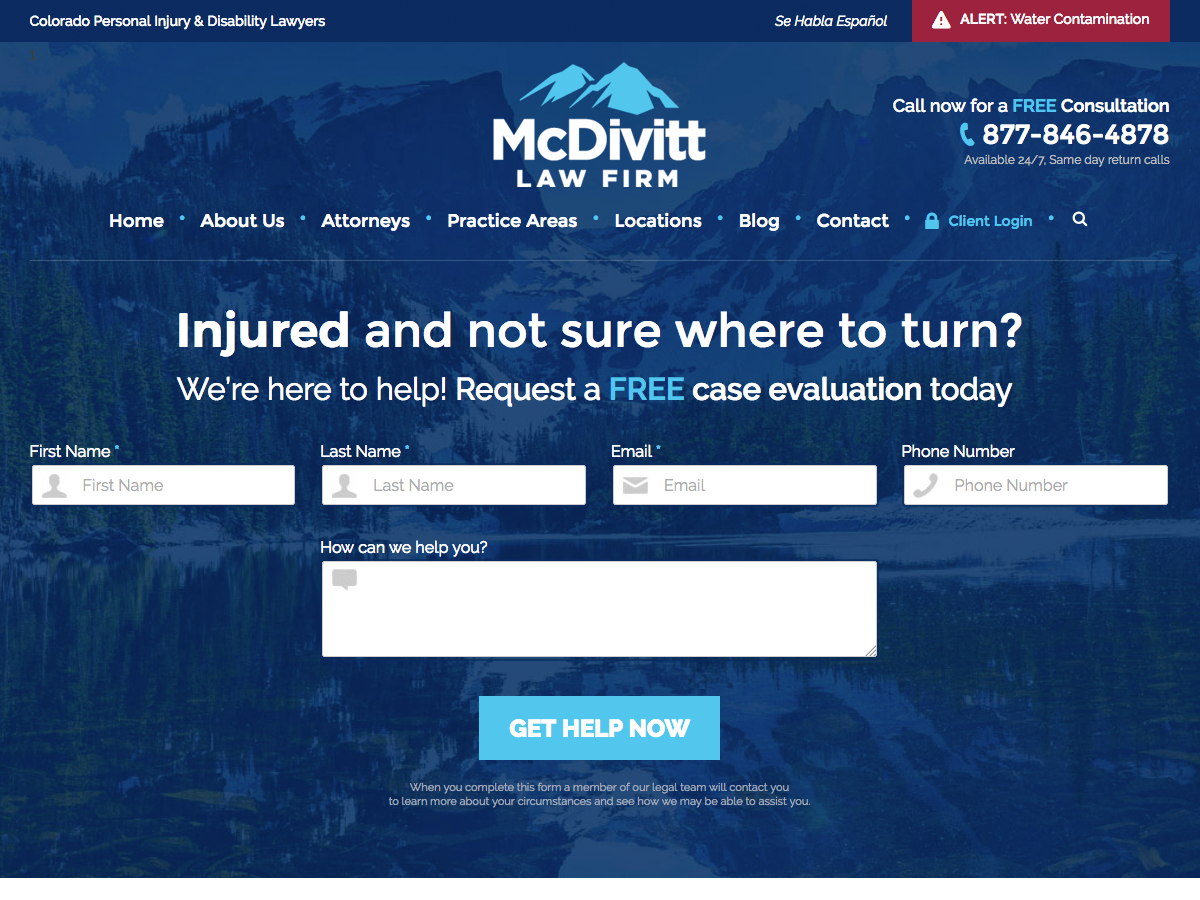 Colorado Personal Injury & Disability Lawyers
Se Habla Español
ALERT: Water Contamination
McDivitt
LAW FIRM
Call now for a FREE Consultation
877-846-4878
Available 24/7, Same day return calls
Home • About Us • Attorneys • Practice Areas • Locations • Blog • Contact • Client Login •
Injured and not sure where to turn?
We're here to help! Request a FREE case evaluation today
First Name * Last Name * Email * Phone Number
First Name Last Name Email Phone Number
How can we help you?
GET HELP NOW
When you complete this form a member of our legal team will contact you
to learn more about your circumstances and see how we may be able to assist you.